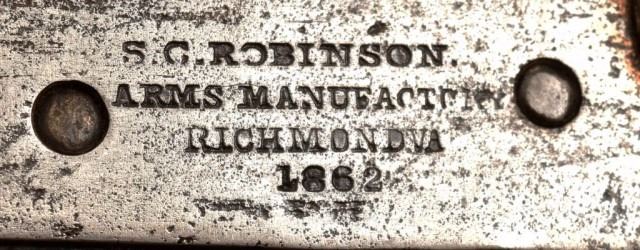 S.C.ROBINSON.
ARMS MANUFACTORY
RICHMOND VA
1862